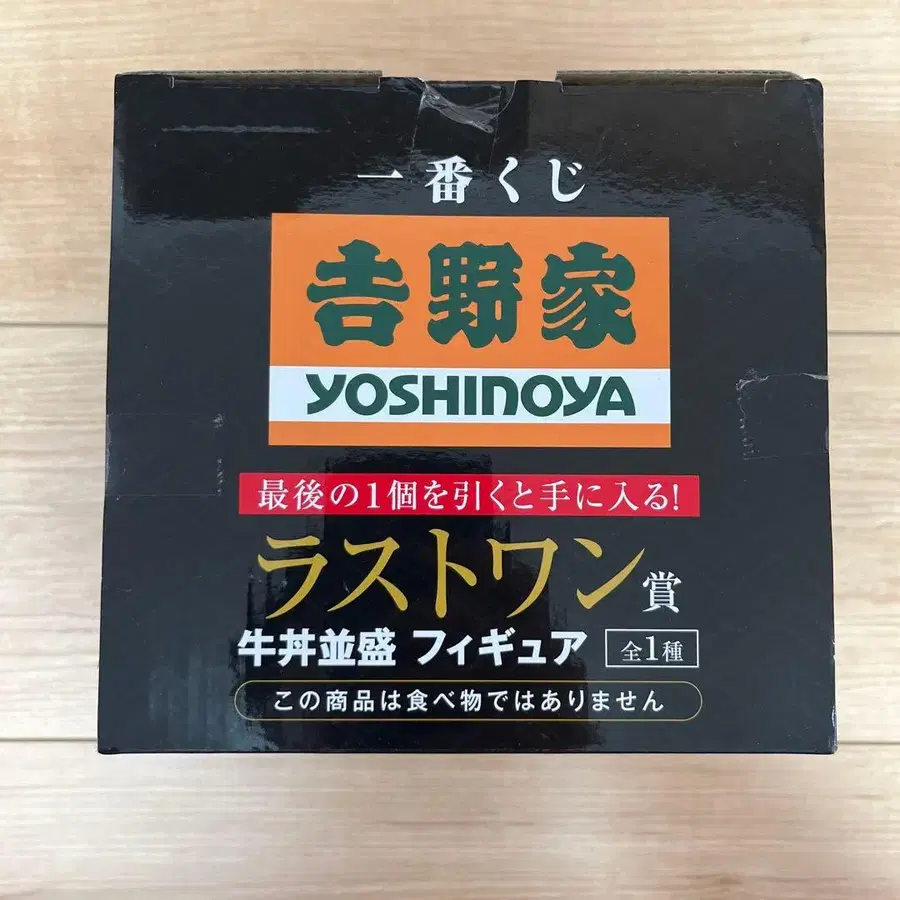 一番くじ
𠮷野家
YOSHINOYA
最後の1個を引くと手に入る!
ラストワン賞
牛丼並盛 フィギュア 全1種
この商品は食べ物ではありません